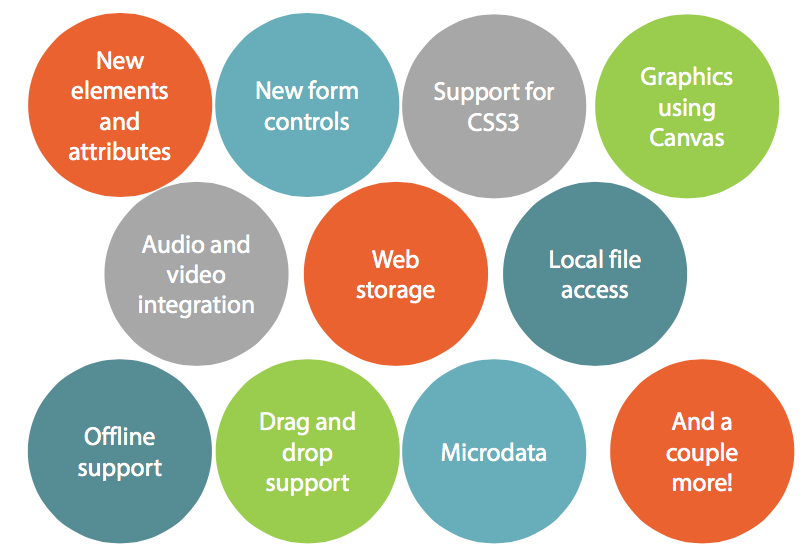 New
elements
and
attributes
New form
controls
Support for
CSS3
Graphics
using
Canvas
Audio and
video
integration
Web
storage
Local file
access
Offline
support
Drag and
drop
support
Microdata
And a
couple
more!